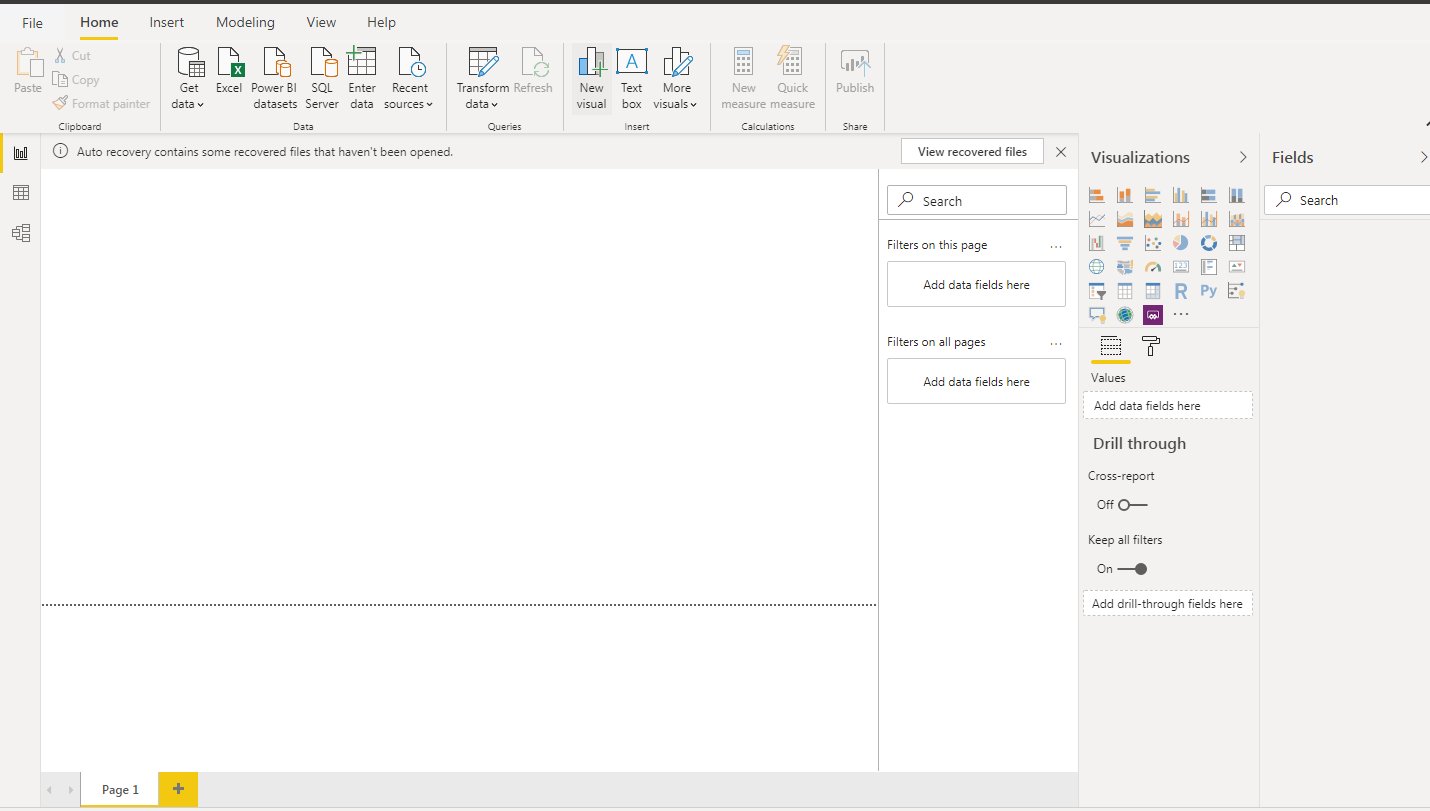 File Home Insert Modeling View Help
Paste
Cut
Copy
Format painter
Clipboard
Get data
Excel
Power BI datasets
SQL Server
Enter data
Recent sources
Data
Transform data
Refresh
Queries
New visual
Text box
More visuals
Insert
New measure
Quick measure
Calculations
Publish
Share
Auto recovery contains some recovered files that haven't been opened.
View recovered files
Search
Filters on this page
...
Add data fields here
Filters on all pages
...
Add data fields here
Visualizations
123
R
Py
...
Values
Add data fields here
Drill through
Cross-report
Off
Keep all filters
On
Add drill-through fields here
Fields
Search
Page 1
+